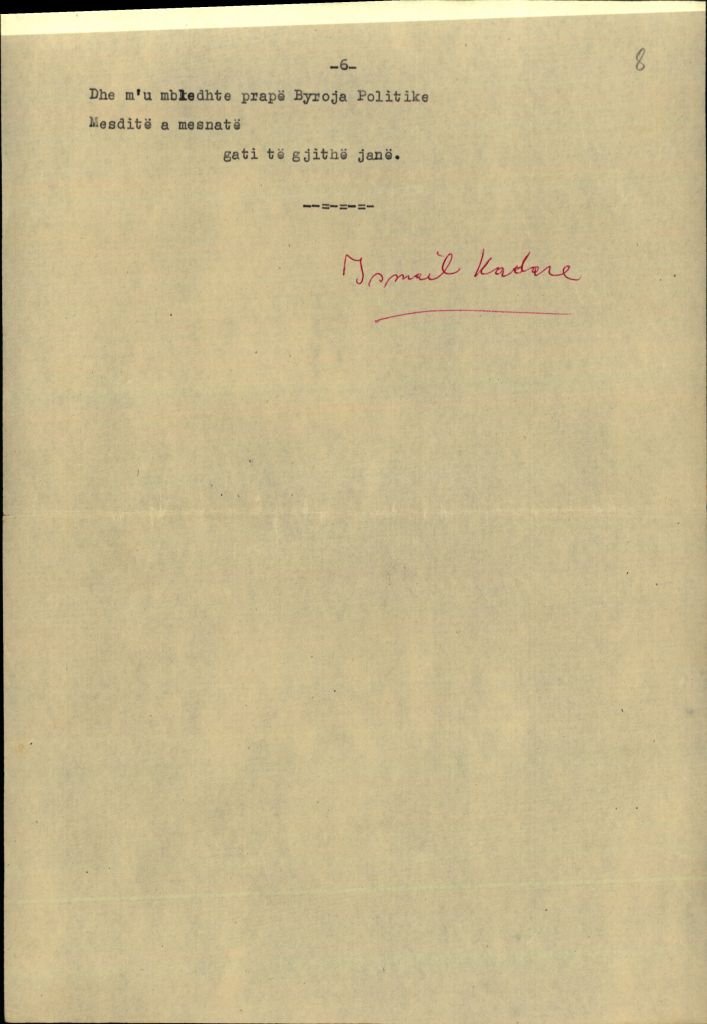 -6-
8
Dhe m'u mbledhte prapë Byroja Politike
Mesditë a mesnatë
gati të gjithë janë.
--=-=-=-
Ismail Kadare